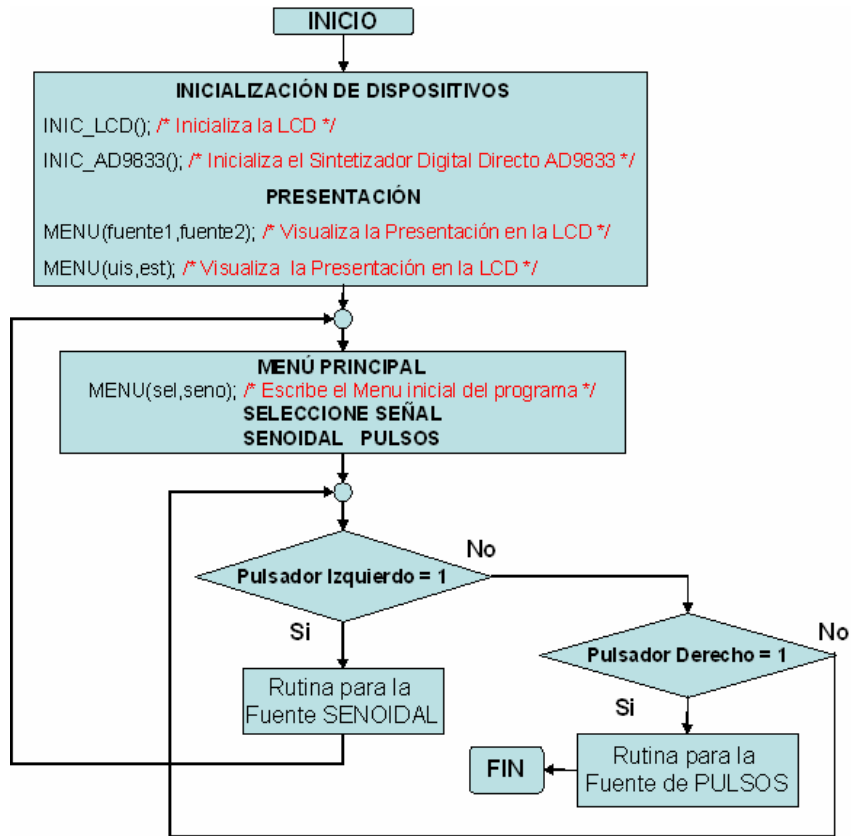 INICIO
INICIALIZACIÓN DE DISPOSIITIVOS
INIC_LCD(); /* Inicializa la LCD */
INIC_AD9833(); /* Inicializa el Sintetizador Digital Directo AD9833 */
PRESENTACIÓN
MENU(fuente1,fuente2); /* Visualiza la Presentación en la LCD */
MENU(uis,est); /* Visualiza la Presentación en la LCD */
MENÚ PRINCIPAL
MENU(sel,seno); /* Escribe el Menu inicial del programa */
SELECCIONE SEÑAL
SENOIDAL PULSOS
No
Pulsador Izquierdo = 1
Si
No
Pulsador Derecho = 1
Rutina para la
Fuente SENOIDAL
Si
FIN
Rutina para la
Fuente de PULSOS